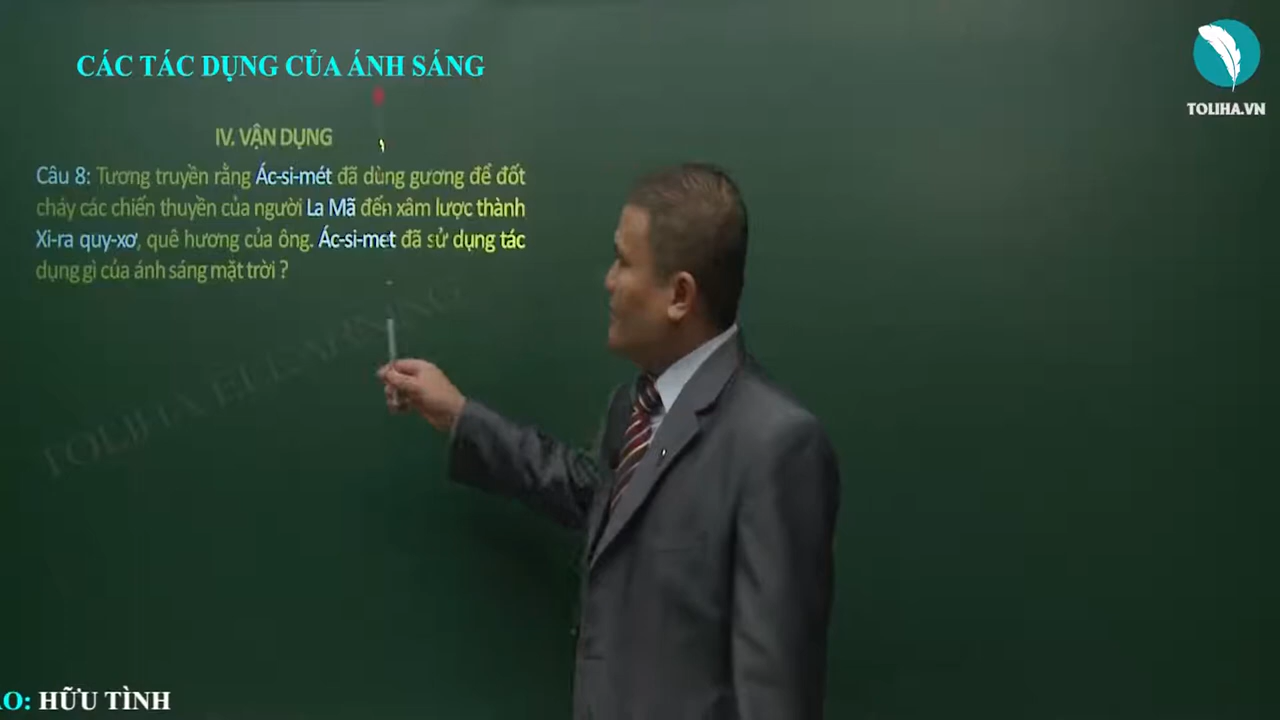 CÁC TÁC DỤNG CỦA ÁNH SÁNG
TOLIHA.VN
IV. VẬN DỤNG
Câu 8: Tương truyền rằng Ác-si-mét đã dùng gương để đốt
cháy các chiến thuyền của người La Mã đến xâm lược thành
Xi-ra quy-xơ, quê hương của ông. Ác-si-met đã sử dụng tác
dụng gì của ánh sáng mặt trời ?
TOLIHA ELEARNING
HỮU TÌNH